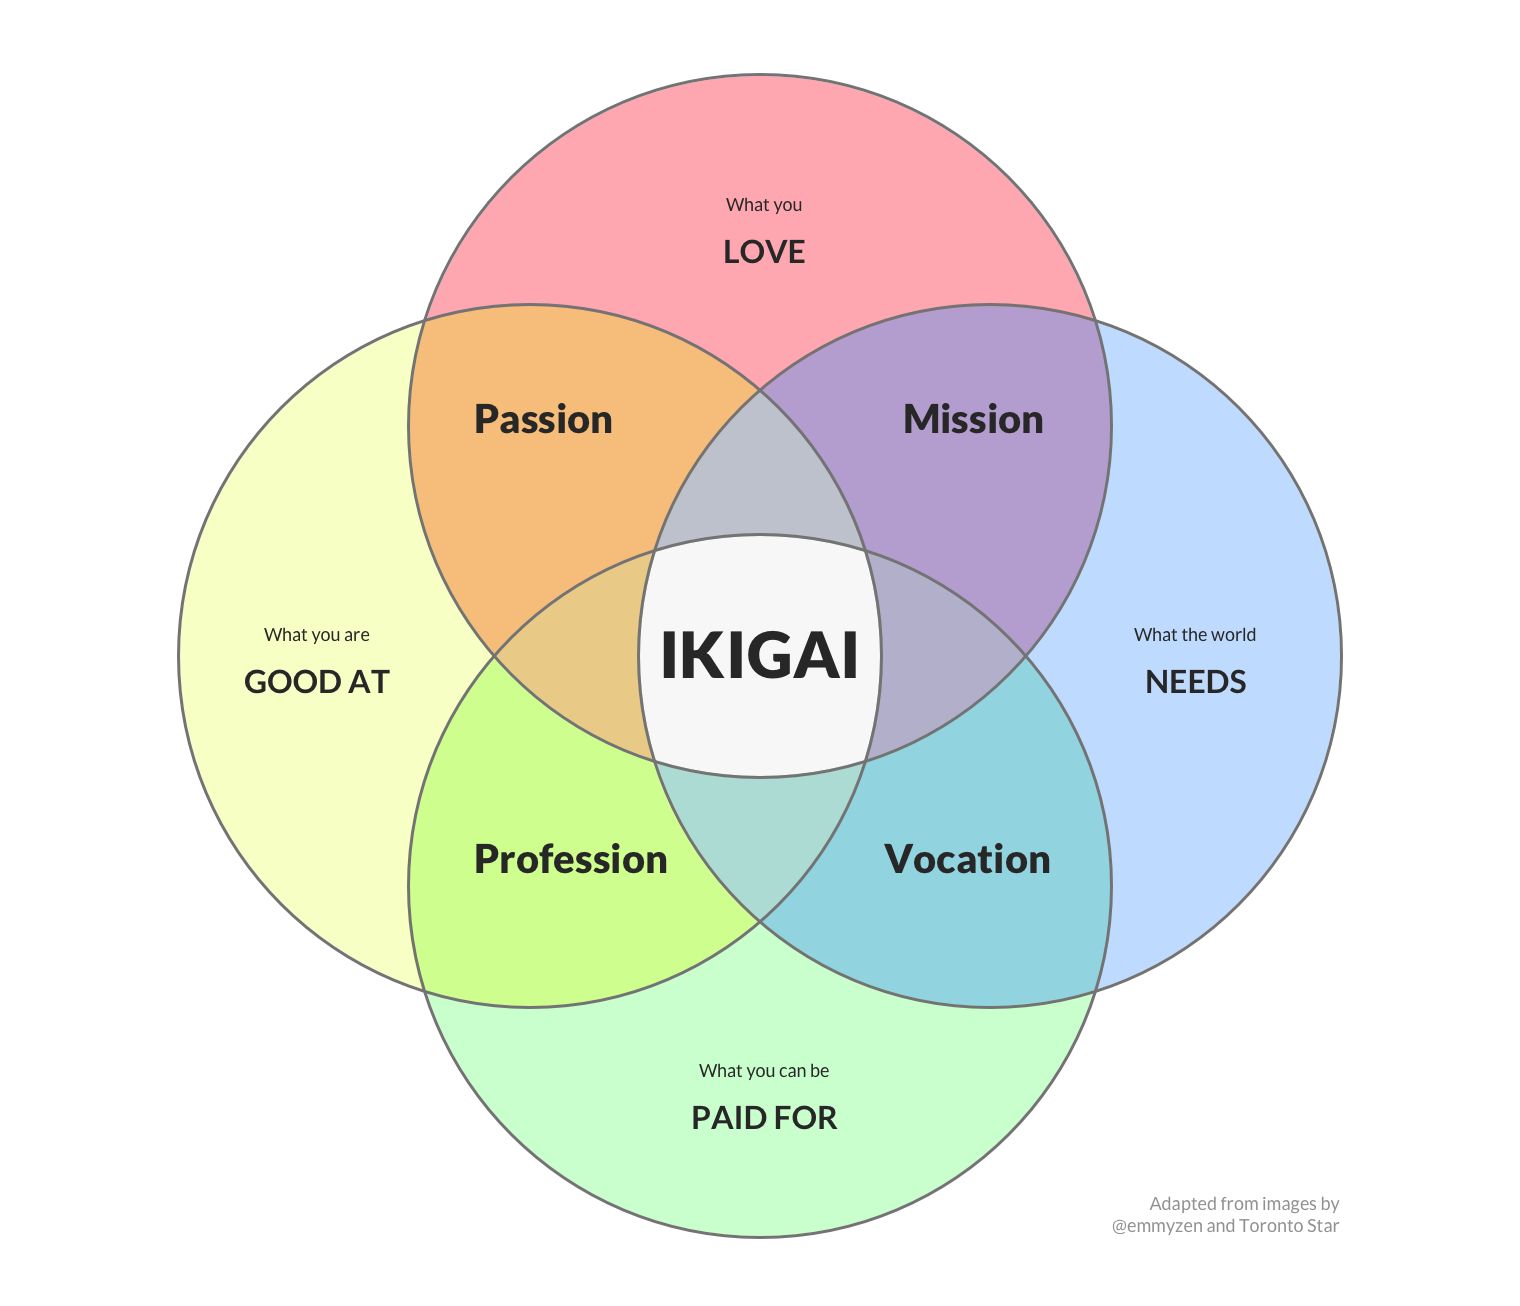 What you
LOVE
Passion
Mission
What you are
GOOD AT
IKIGAI
What the world
NEEDS
Profession
Vocation
What you can be
PAID FOR
Adapted from images by
@emmyzen and Toronto Star